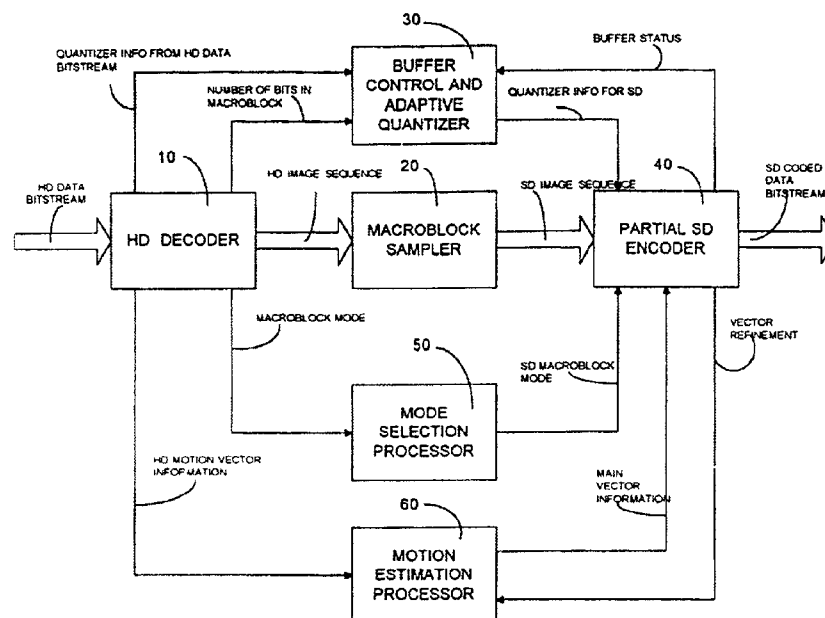 30
BUFFER STATUS
QUANTIZER INFO FROM HD DATA
BITSTREAM
BUFFER
CONTROL AND
ADAPTIVE
QUANTIZER
NUMBER OF BITS IN
MACROBLOCK
QUANTIZER INFO FOR SD
10
HD IMAGE SEQUENCE
20
SD IMAGE SEQUENCE
40
SD CODED
DATA
BITSTREAM
HD DATA
BITSTREAM
HD DECODER
MACROBLOCK
SAMPLER
PARTIAL SD
ENCODER
MACROBLOCK MODE
VECTOR
REFINEMENT
50
SD MACROBLOCK
MODE
MODE
SELECTION
PROCESSOR
HD MOTION VECTOR
INFORMATION
MAIN
VECTOR
INFORMATION
60
MOTION
ESTIMATION
PROCESSOR